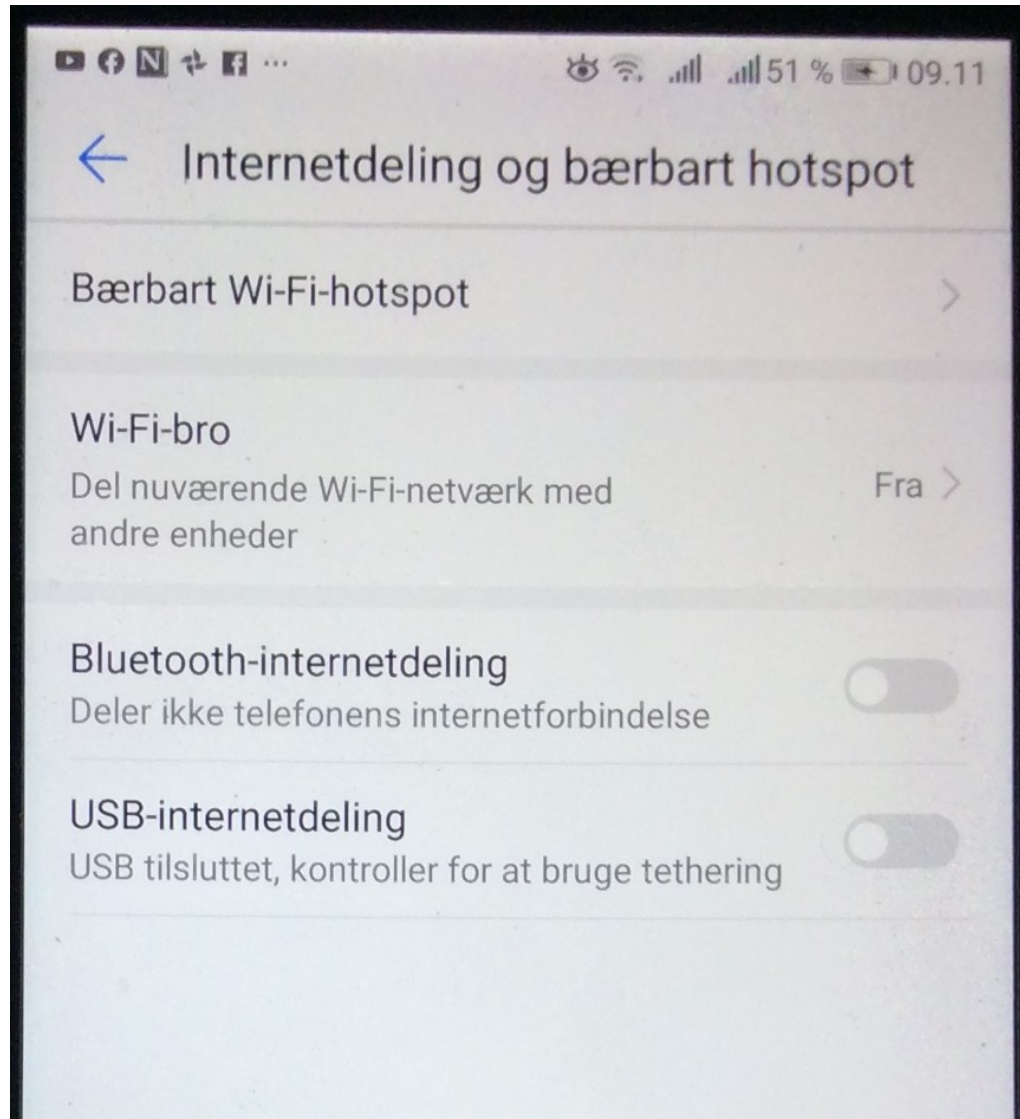 51 % 09.11
Internetdeling og bærbart hotspot
Bærbart Wi-Fi-hotspot
Wi-Fi-bro
Del nuværende Wi-Fi-netværk med
andre enheder
Fra
Bluetooth-internetdeling
Deler ikke telefonens internetforbindelse
USB-internetdeling
USB tilsluttet, kontroller for at bruge tethering